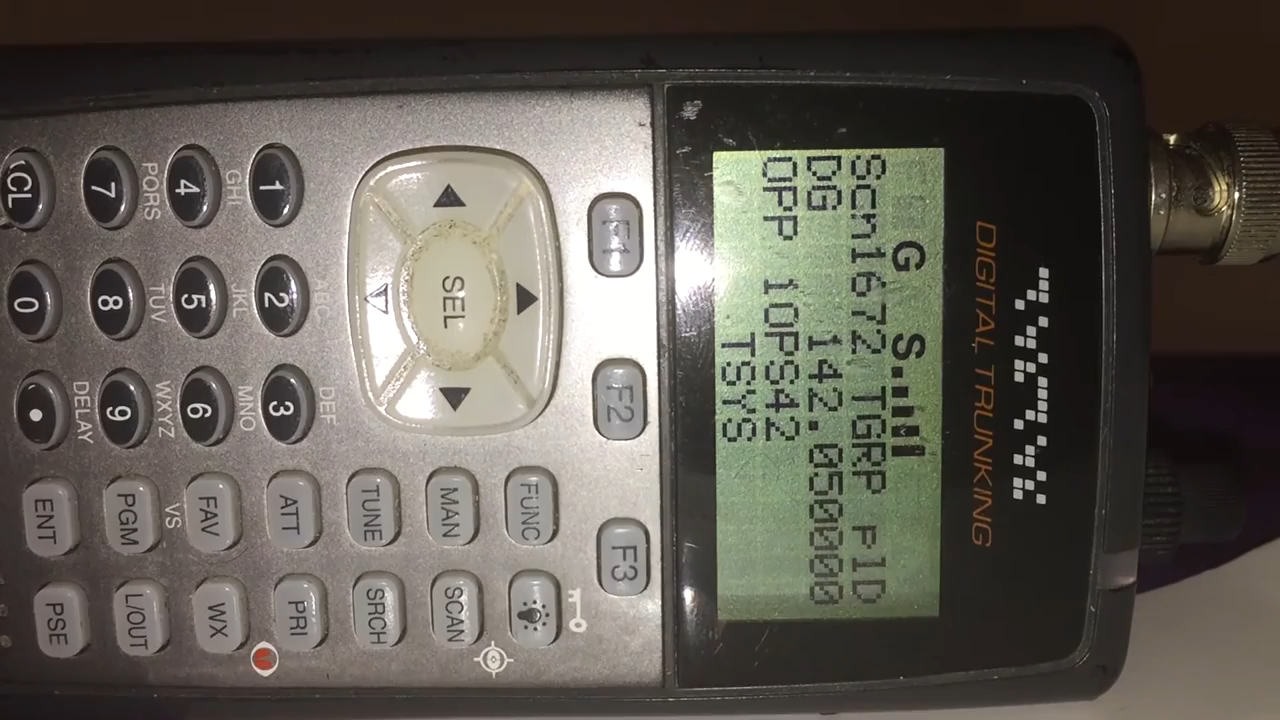 DIGITAL TRUNKING
G S
Scn1672 TGRP
DG 142.050000
OPP 10PS42
TSYS
F1 F2 F3
FUNC
SEL MAN SCAN
TUNE SRCH
ABC DEF
1 2 3 ATT PRI
GHI JKL MNO
4 5 6 FAV WX
PQRS TUV WXYZ VS
7 8 9 PGM L/OUT
DELAY
CL 0 • ENT PSE